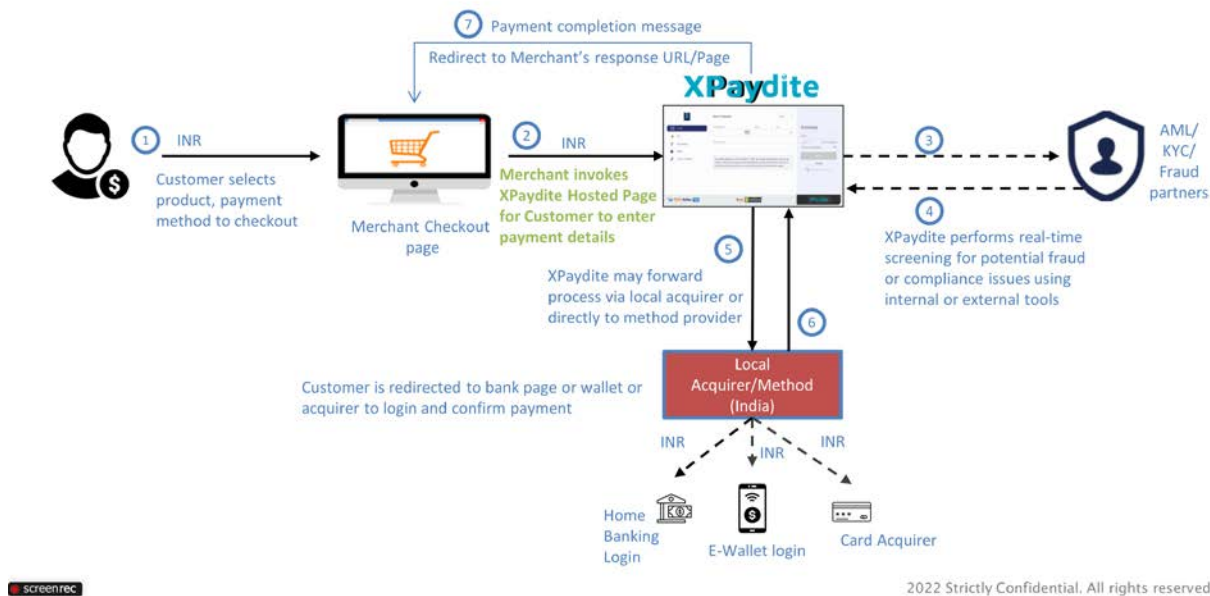 7 Payment completion message
Redirect to Merchant's response URL/Page
XPaydite
1 INR
Customer selects
product, payment
method to checkout
Merchant Checkout
page
2 INR
Merchant invokes
XPaydite Hosted Page
for Customer to enter
payment details
3
AML/
KYC/
Fraud
partners
4
XPaydite performs real-time
screening for potential fraud
or compliance issues using
internal or external tools
5
XPaydite may forward
process via local acquirer or
directly to method provider
6
Local
Acquirer/Method
(India)
Customer is redirected to bank page or wallet or
acquirer to login and confirm payment
INR
INR
INR
Home
Banking
Login
E-Wallet login
Card Acquirer
screenrec
2022 Strictly Confidential. All rights reserved